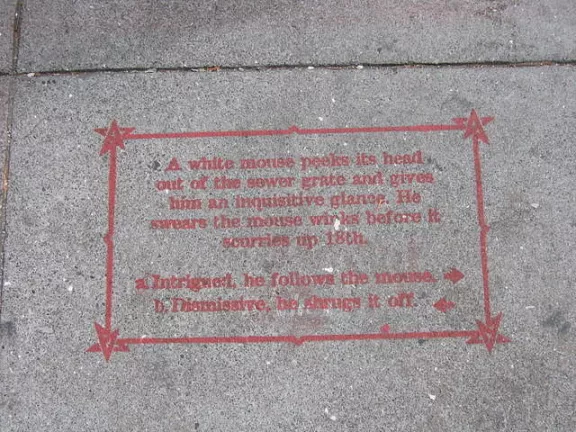 A white mouse peeks its head
out of the sewer grate and gives
him an inquisitive glance. He
swears the mouse winks before it
scurries up 18th.
a. Intrigued, he follows the mouse.
b. Dismissive, he shrugs it off.